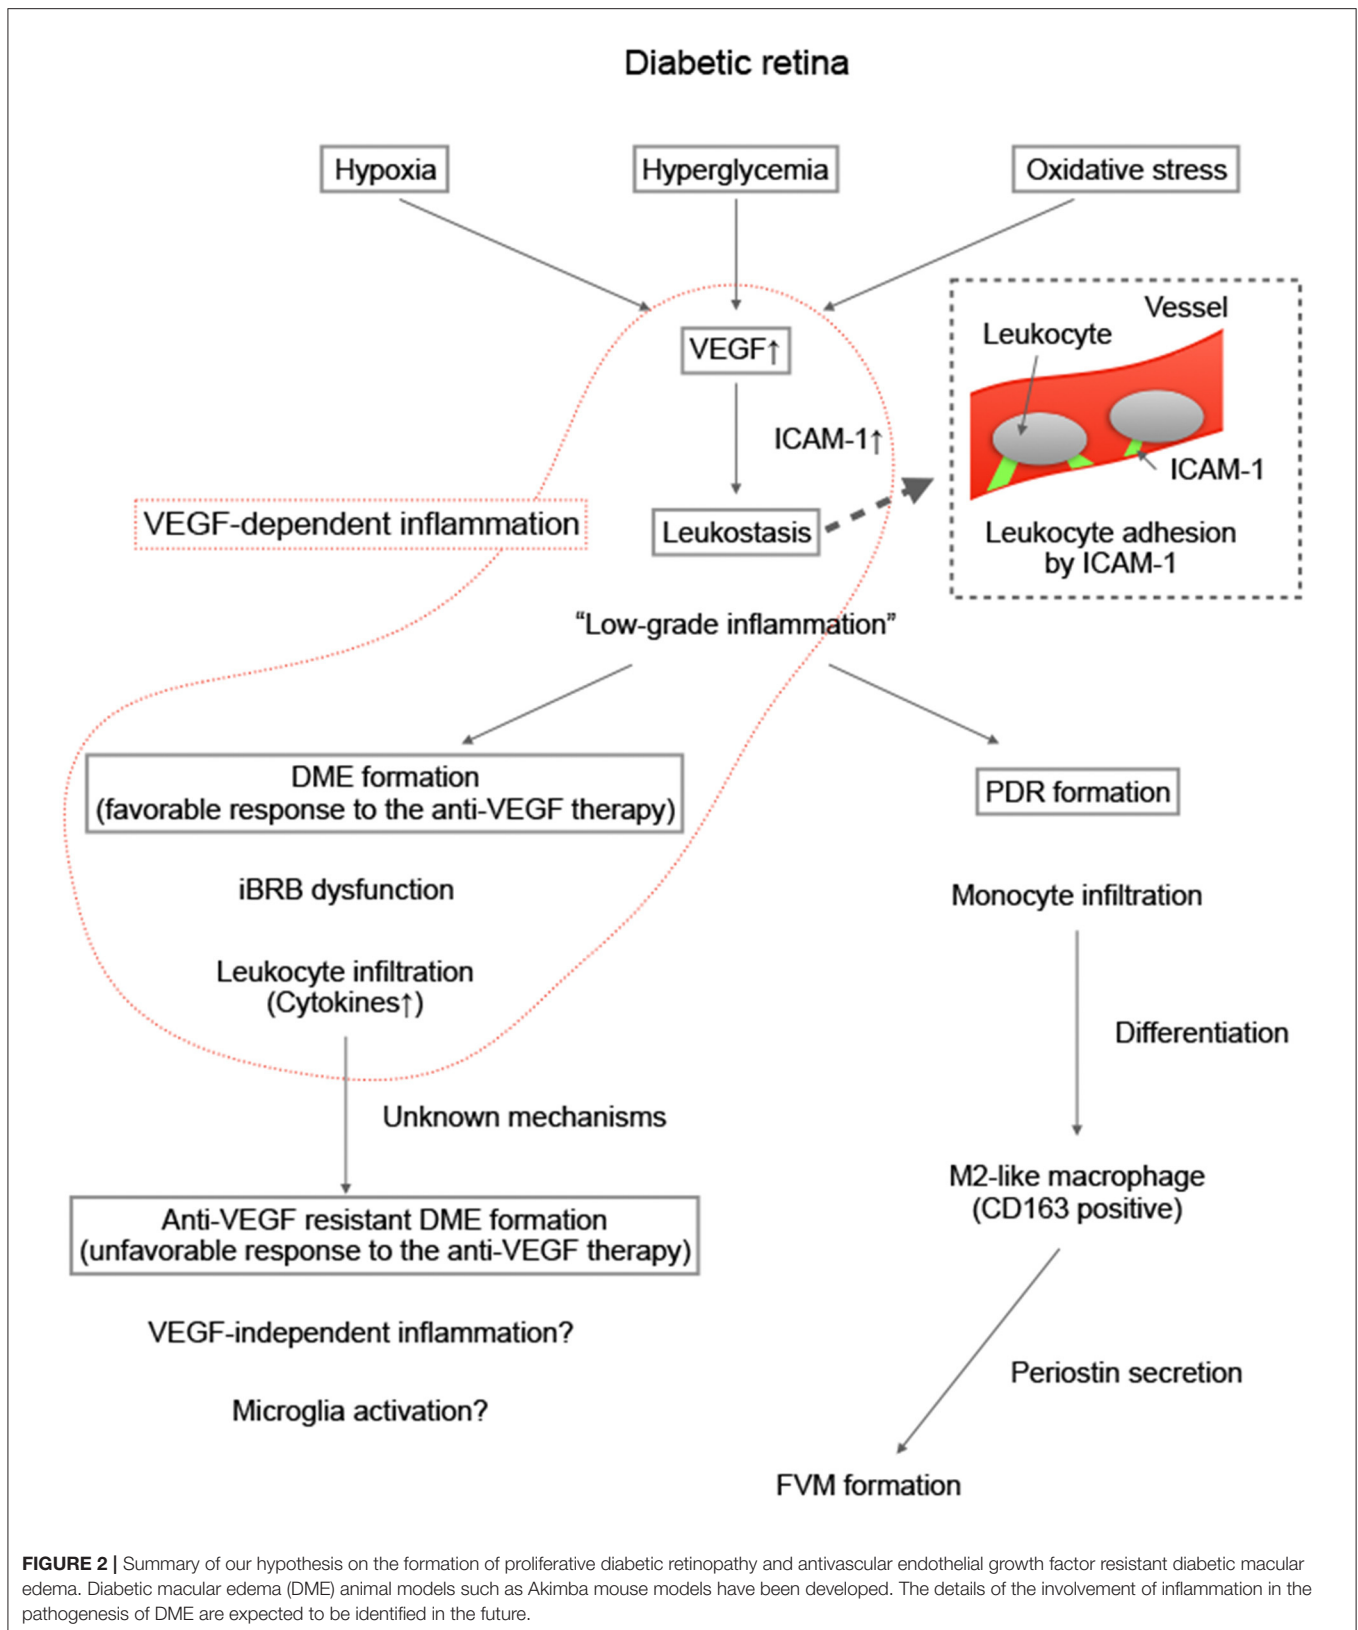 Diabetic retina
Hypoxia
Hyperglycemia
Oxidative stress
VEGF↑
ICAM-1↑
Leukostasis
VEGF-dependent inflammation
Vessel
Leukocyte
ICAM-1
Leukocyte adhesion
by ICAM-1
“Low-grade inflammation”
DME formation
(favorable response to the anti-VEGF therapy)
iBRB dysfunction
Leukocyte infiltration
(Cytokines↑)
Unknown mechanisms
Anti-VEGF resistant DME formation
(unfavorable response to the anti-VEGF therapy)
VEGF-independent inflammation?
Microglia activation?
PDR formation
Monocyte infiltration
Differentiation
M2-like macrophage
(CD163 positive)
Periostin secretion
FVM formation
FIGURE 2 | Summary of our hypothesis on the formation of proliferative diabetic retinopathy and antivascular endothelial growth factor resistant diabetic macular
edema. Diabetic macular edema (DME) animal models such as Akimba mouse models have been developed. The details of the involvement of inflammation in the
pathogenesis of DME are expected to be identified in the future.